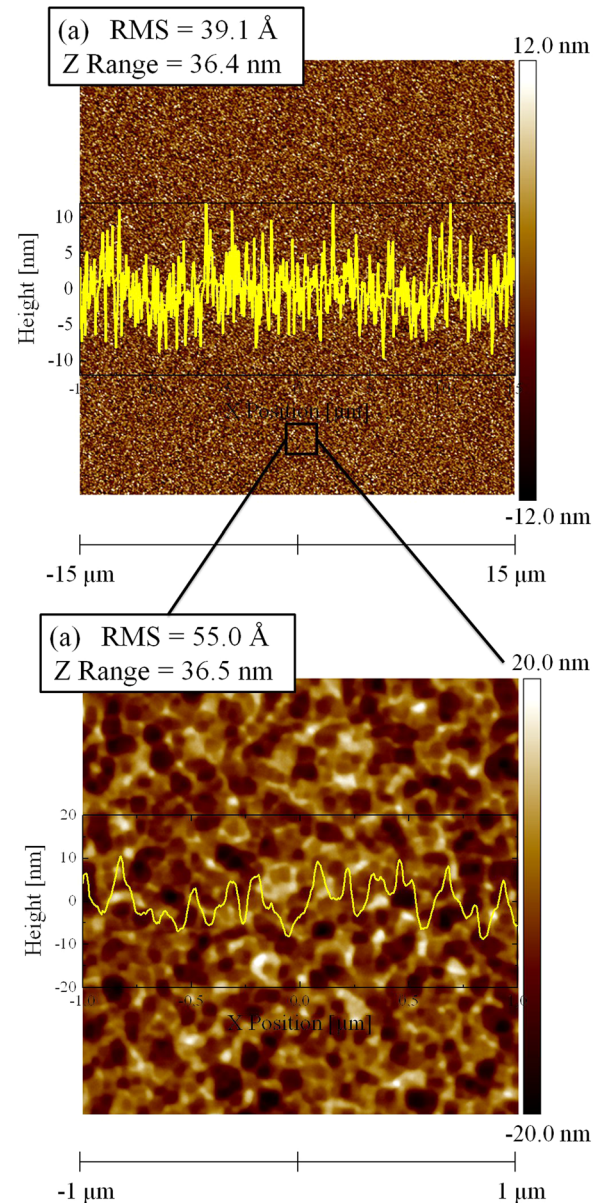 (a) RMS = 39.1 Å
Z Range = 36.4 nm
12.0 nm
10
5
0
-5
-10
Height [nm]
X Position [µm]
-12.0 nm
-15 µm
15 µm
(a) RMS = 55.0 Å
Z Range = 36.5 nm
20.0 nm
20
10
0
-10
-20
Height [nm]
-1.0
-0.5
0.0
0.5
X Position [µm]
-20.0 nm
-1 µm
1 µm